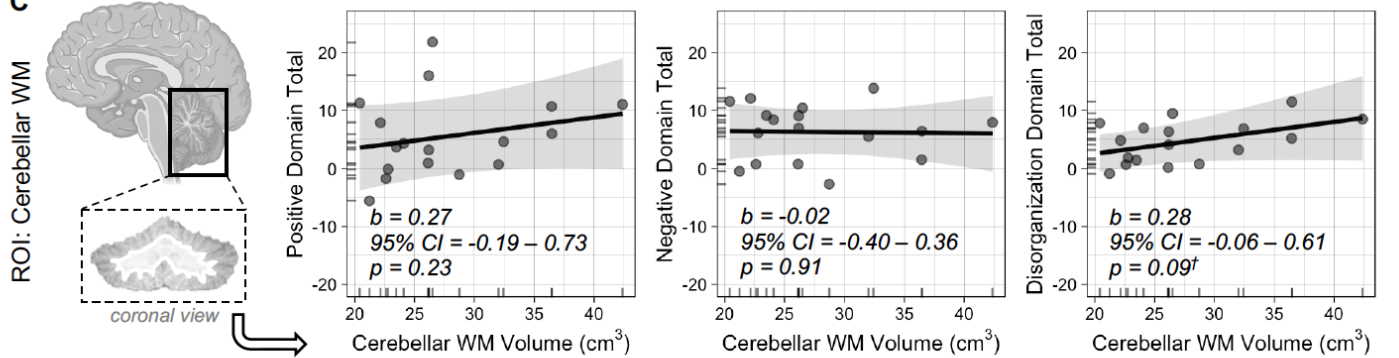 C
ROI: Cerebellar WM
coronal view
Positive Domain Total
20
10
0
-10
-20
b = 0.27
95% CI = -0.19 – 0.73
p = 0.23
20 25 30 35 40
Cerebellar WM Volume (cm³)
Negative Domain Total
20
10
0
-10
-20
b = -0.02
95% CI = -0.40 – 0.36
p = 0.91
20 25 30 35 40
Cerebellar WM Volume (cm³)
Disorganization Domain Total
20
10
0
-10
-20
b = 0.28
95% CI = -0.06 – 0.61
p = 0.09†
20 25 30 35 40
Cerebellar WM Volume (cm³)